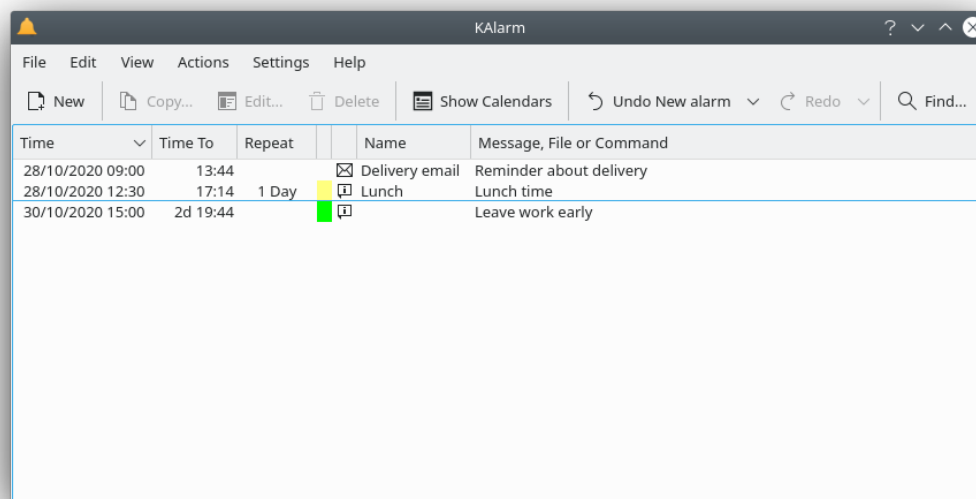 KAlarm
File Edit View Actions Settings Help
New Copy... Edit... Delete Show Calendars Undo New alarm Redo Find...
Time Time To Repeat Name Message, File or Command
28/10/2020 09:00 13:44 Delivery email Reminder about delivery
28/10/2020 12:30 17:14 1 Day Lunch Lunch time
30/10/2020 15:00 2d 19:44 Leave work early